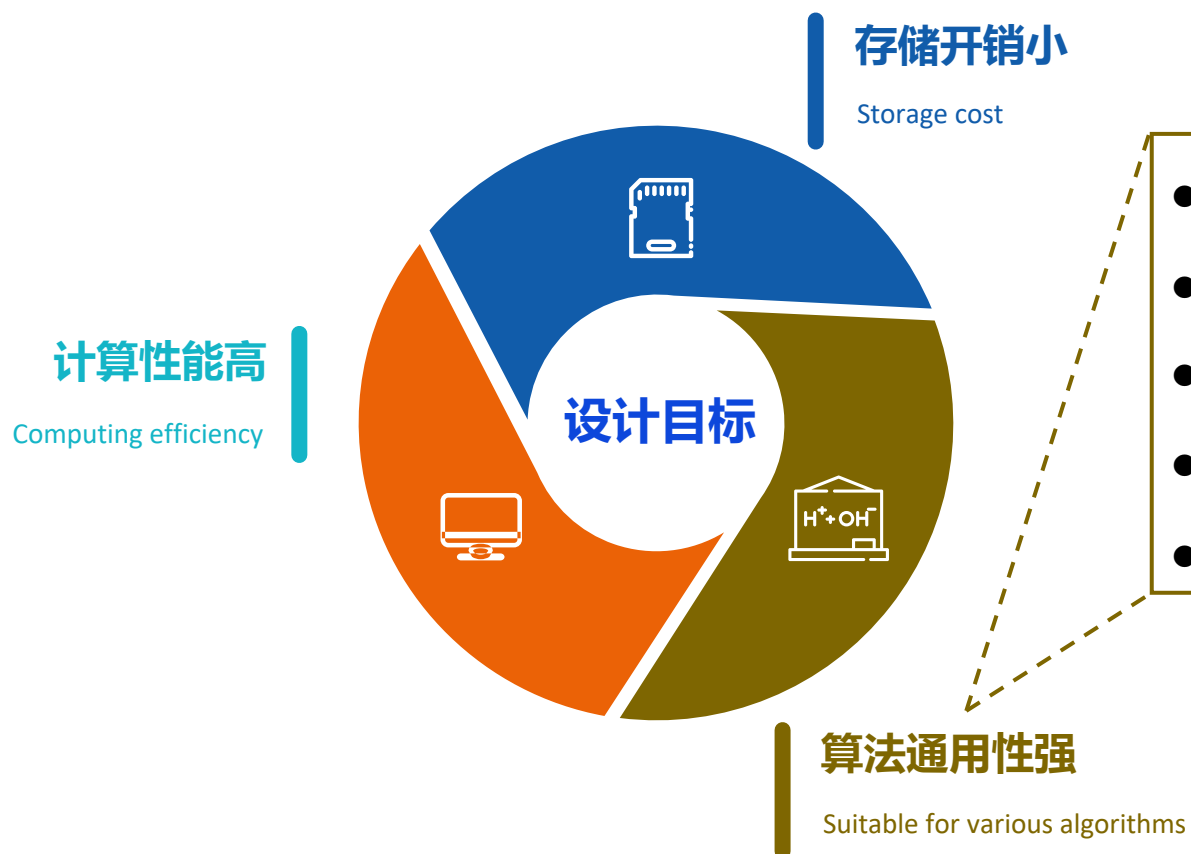 存储开销小
Storage cost
计算性能高
Computing efficiency
设计目标
H⁺+OH⁻
算法通用性强
Suitable for various algorithms